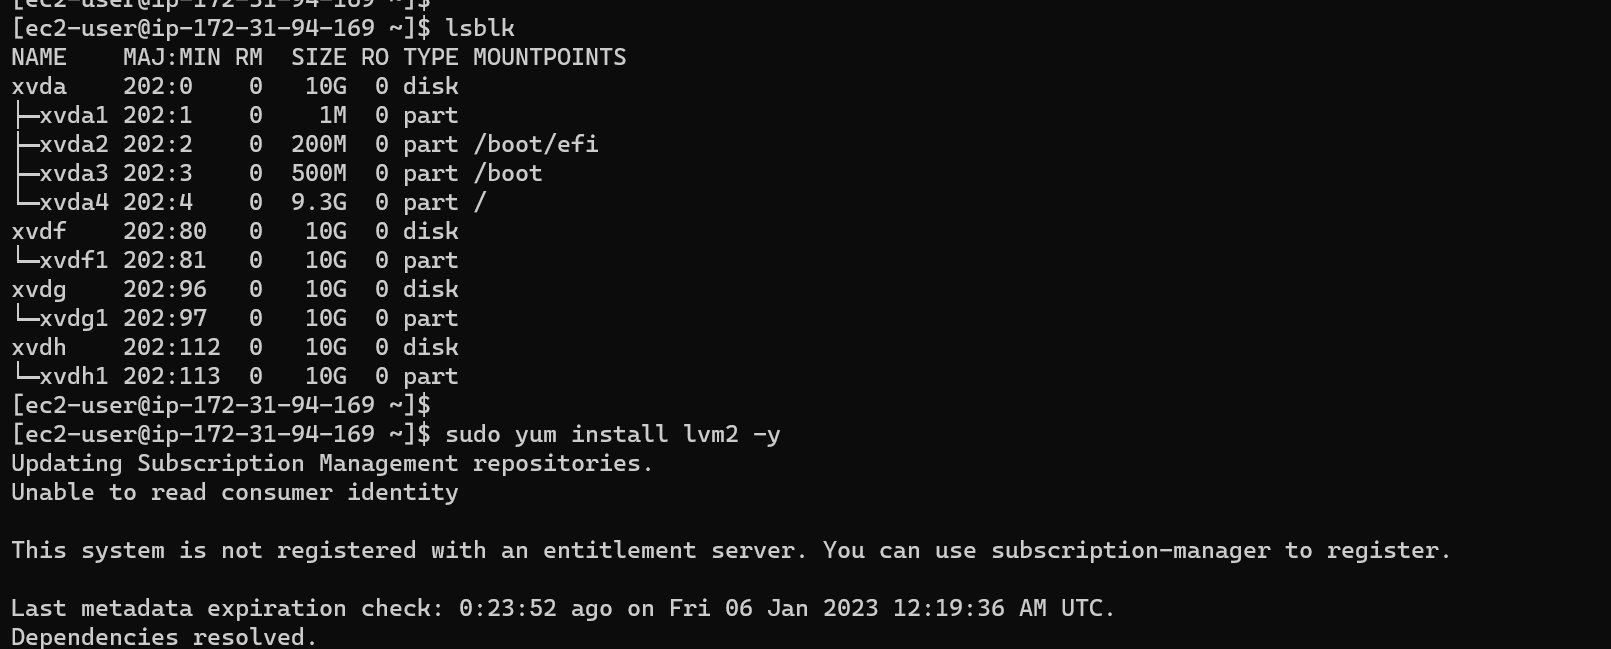 [ec2-user@ip-172-31-94-169 ~]$
[ec2-user@ip-172-31-94-169 ~]$ lsblk
NAME    MAJ:MIN RM  SIZE RO TYPE MOUNTPOINTS
xvda    202:0    0   10G  0 disk
├─xvda1 202:1    0    1M  0 part
├─xvda2 202:2    0  200M  0 part /boot/efi
├─xvda3 202:3    0  500M  0 part /boot
└─xvda4 202:4    0  9.3G  0 part /
xvdf    202:80   0   10G  0 disk
└─xvdf1 202:81   0   10G  0 part
xvdg    202:96   0   10G  0 disk
└─xvdg1 202:97   0   10G  0 part
xvdh    202:112  0   10G  0 disk
└─xvdh1 202:113  0   10G  0 part
[ec2-user@ip-172-31-94-169 ~]$
[ec2-user@ip-172-31-94-169 ~]$ sudo yum install lvm2 -y
Updating Subscription Management repositories.
Unable to read consumer identity
This system is not registered with an entitlement server. You can use subscription-manager to register.
Last metadata expiration check: 0:23:52 ago on Fri 06 Jan 2023 12:19:36 AM UTC.
Dependencies resolved.